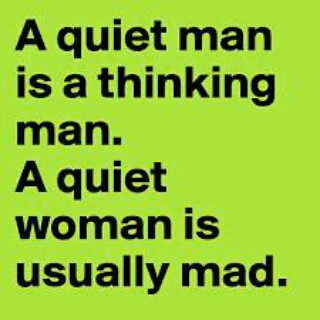 A quiet man
is a thinking
man.
A quiet
woman is
usually mad.